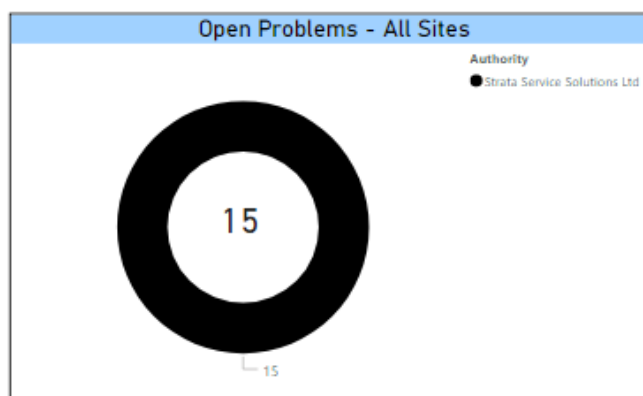 Open Problems - All Sites
Authority
Strata Service Solutions Ltd
15
15